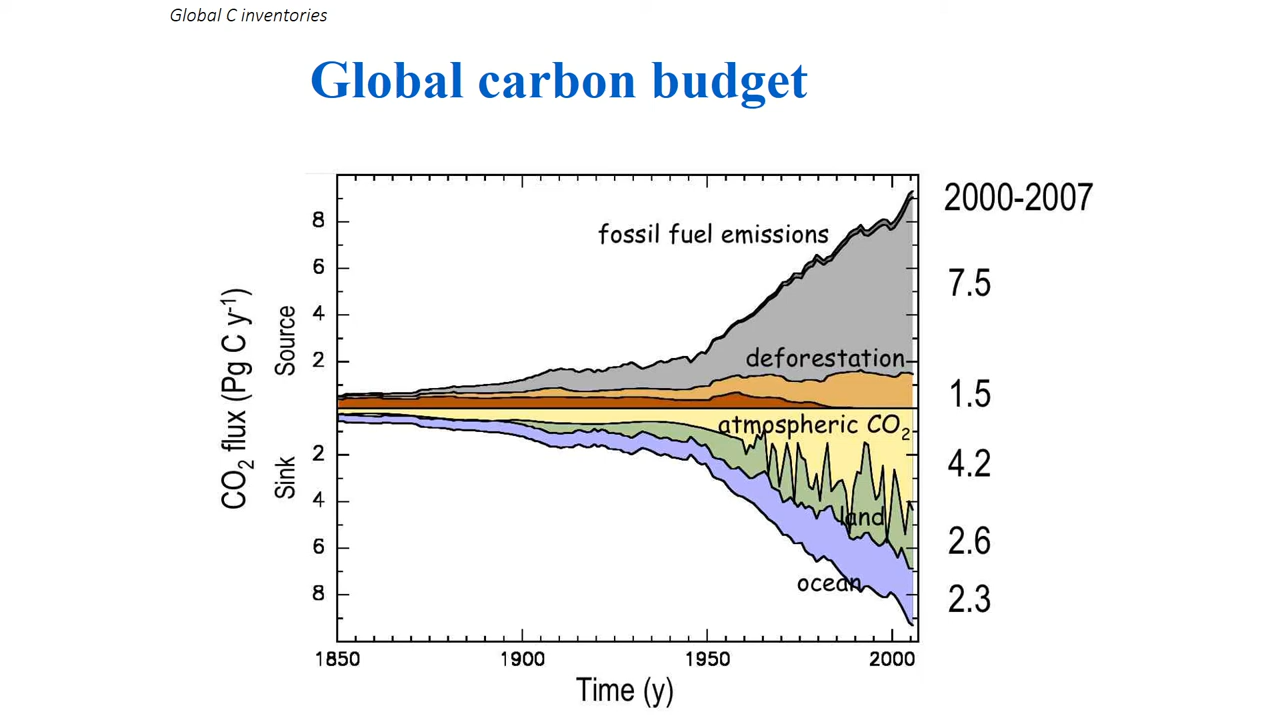 Global C inventories
Global carbon budget
2000-2007
fossil fuel emissions
7.5
deforestation
1.5
atmospheric CO₂
4.2
land
2.6
ocean
2.3
CO₂ flux (Pg C y⁻¹)
Source
Sink
8
6
4
2
2
4
6
8
1850 1900 1950 2000
Time (y)